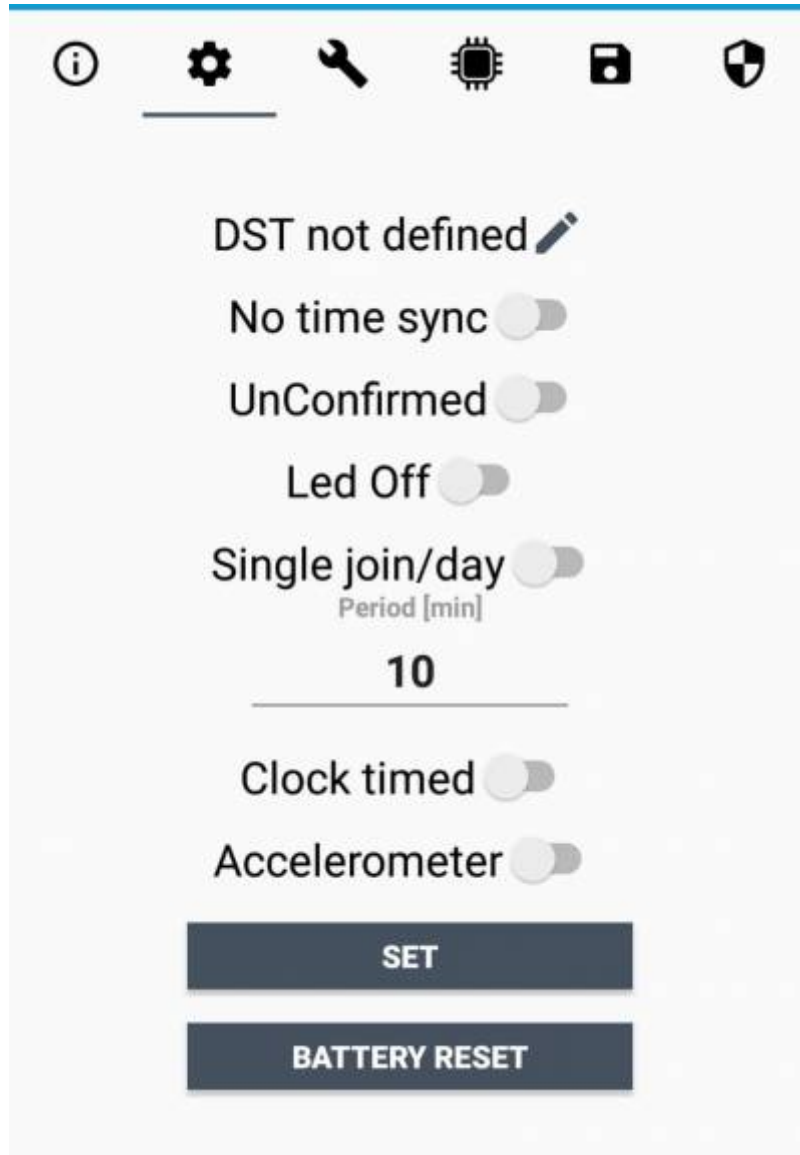 DST not defined
No time sync
UnConfirmed
Led Off
Single join/day
Period [min]
10
Clock timed
Accelerometer
SET
BATTERY RESET